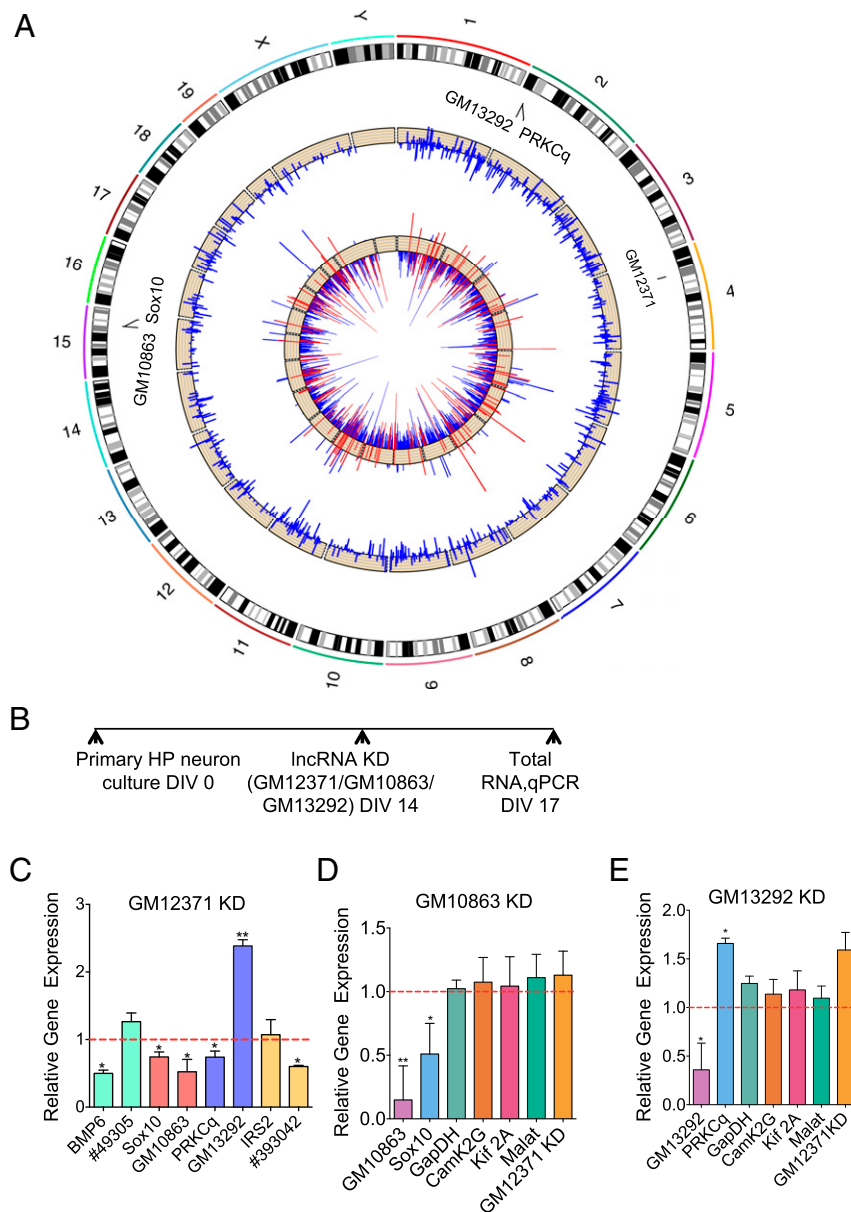 A
1
2
3
4
5
6
7
8
9
10
11
12
13
14
15
16
17
18
19
X
Y
GM13292 PRKCq
GM12371
GM10863 Sox10
B
Primary HP neuron
culture DIV 0
lncRNA KD
(GM12371/GM10863/
GM13292) DIV 14
Total
RNA,qPCR
DIV 17
C
GM12371 KD
Relative Gene Expression
3
2
1
0
*
**
*
*
*
*
BMP6
#49305
Sox10
GM10863
PRKCq
GM13292
IRS2
#393042
D
GM10863 KD
Relative Gene Expression
1.5
1.0
0.5
0.0
**
*
GM10863
Sox10
GapDH
CamK2G
Kif 2A
Malat
GM12371 KD
E
GM13292 KD
Relative Gene Expression
2.0
1.5
1.0
0.5
0.0
*
*
GM13292
PRKCq
GapDH
CamK2G
Kif 2A
Malat
GM12371KD